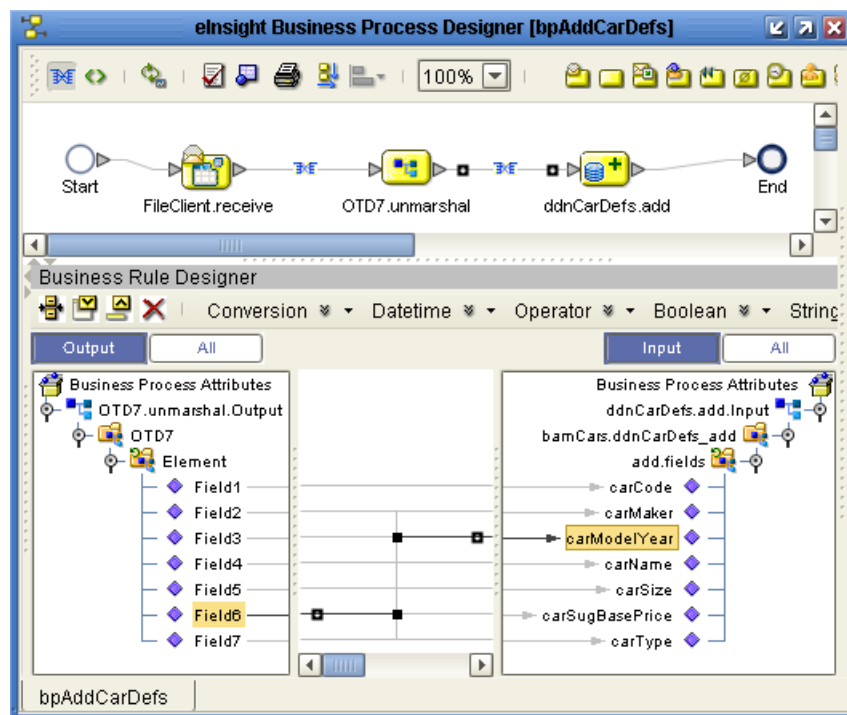 eInsight Business Process Designer [bpAddCarDefs]
100%
Start
FileClient.receive
OTD7.unmarshal
ddnCarDefs.add
End
Business Rule Designer
Conversion Datetime Operator Boolean String
Output All Input All
Business Process Attributes Business Process Attributes
OTD7.unmarshal.Output ddnCarDefs.add.Input
OTD7 bamCars.ddnCarDefs_add
Element add.fields
Field1 carCode
Field2 carMaker
Field3 carModelYear
Field4 carName
Field5 carSize
Field6 carSugBasePrice
Field7 carType
bpAddCarDefs